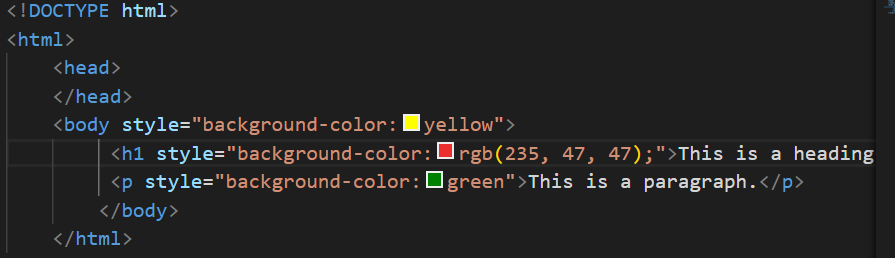 <!DOCTYPE html>
<html>
<head>
</head>
<body style="background-color:yellow">
<h1 style="background-color:rgb(235, 47, 47);">This is a heading
<p style="background-color:green">This is a paragraph.</p>
</body>
</html>